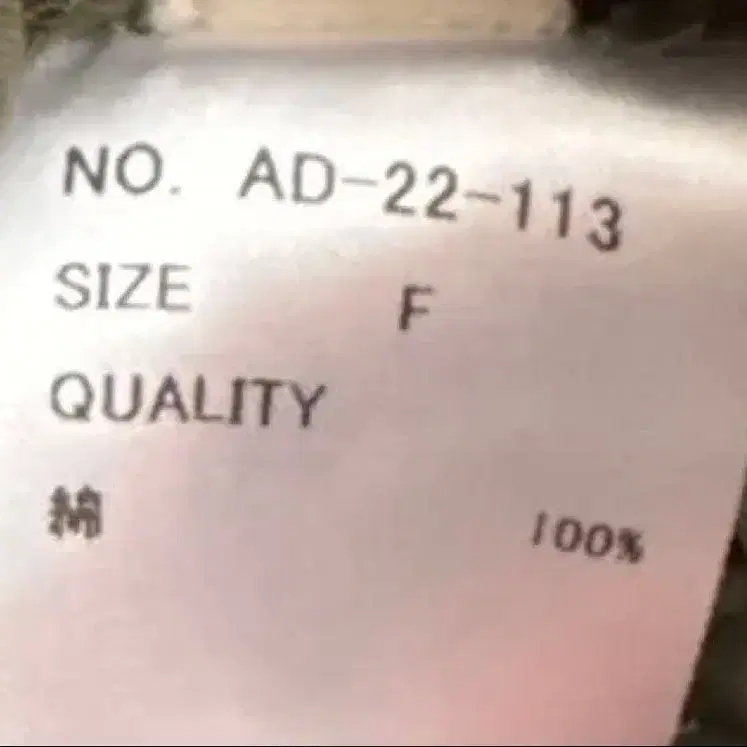 NO. AD-22-113
SIZE F
QUALITY
綿 100%